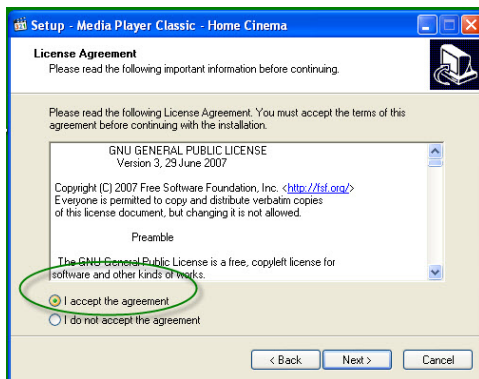 Setup - Media Player Classic - Home Cinema
License Agreement
Please read the following important information before continuing.
Please read the following License Agreement. You must accept the terms of this
agreement before continuing with the installation.
GNU GENERAL PUBLIC LICENSE
Version 3, 29 June 2007
Copyright (C) 2007 Free Software Foundation, Inc. <http://fsf.org/>
Everyone is permitted to copy and distribute verbatim copies
of this license document, but changing it is not allowed.
Preamble
The GNU General Public License is a free, copyleft license for
software and other kinds of works.
I accept the agreement
I do not accept the agreement
< Back Next > Cancel